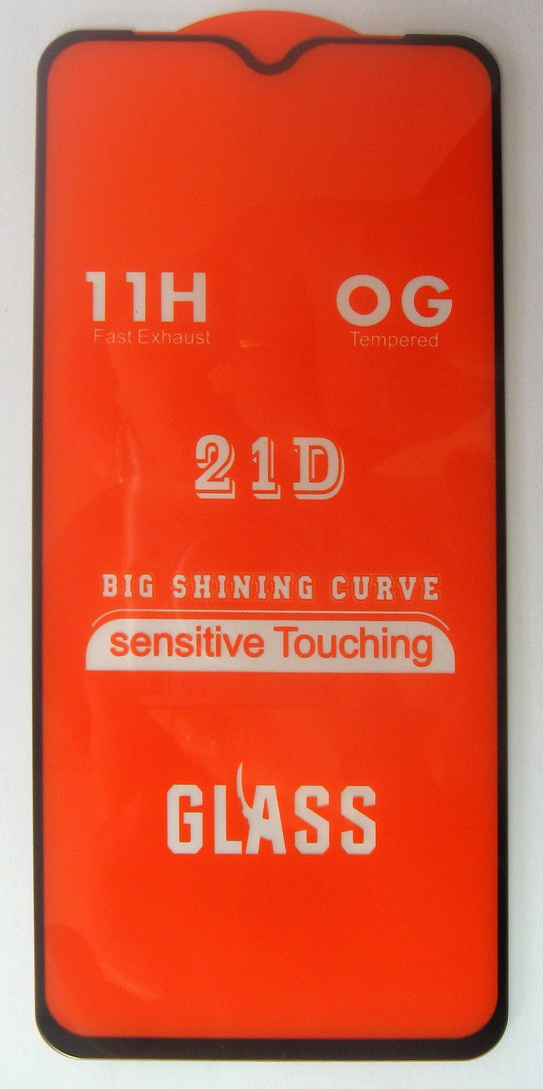 11H OG
Fast Exhaust Tempered
21D
BIG SHINING CURVE
sensitive Touching
GLASS